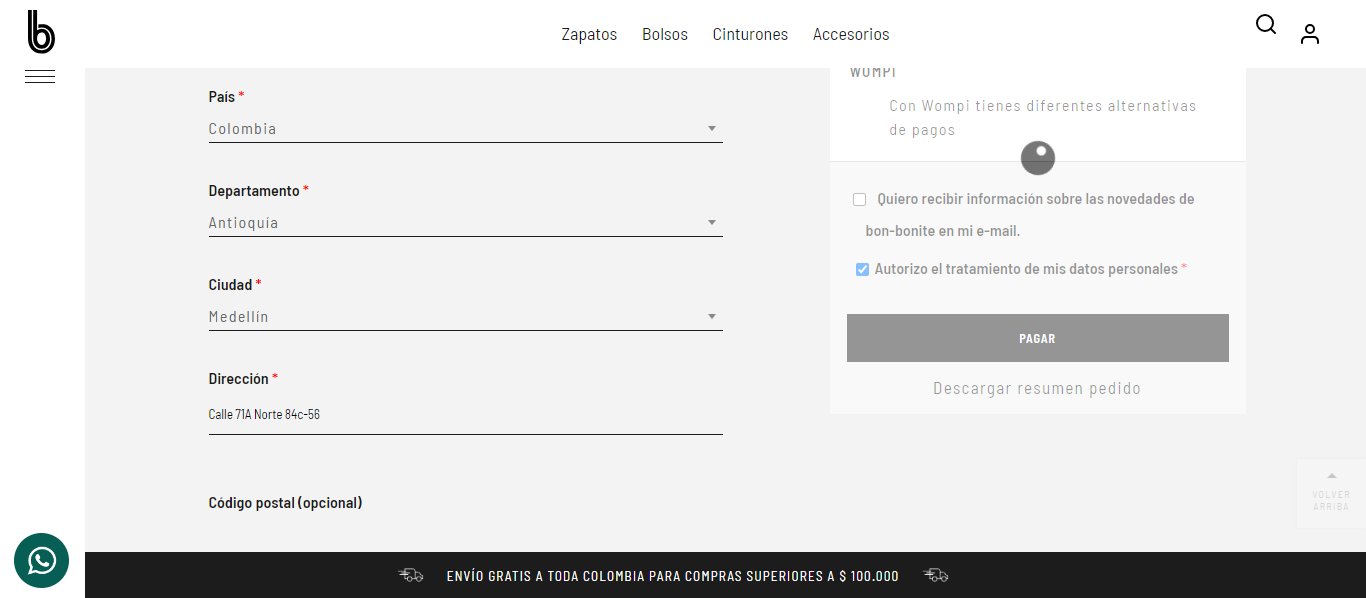 b
Zapatos Bolsos Cinturones Accesorios
País *
Colombia
Departamento *
Antioquía
Ciudad *
Medellín
Dirección *
Calle 71A Norte 84c-56
Código postal (opcional)
WOMPI
Con Wompi tienes diferentes alternativas
de pagos
Quiero recibir información sobre las novedades de
bon-bonite en mi e-mail.
Autorizo el tratamiento de mis datos personales *
PAGAR
Descargar resumen pedido
VOLVER
ARRIBA
ENVÍO GRATIS A TODA COLOMBIA PARA COMPRAS SUPERIORES A $ 100.000